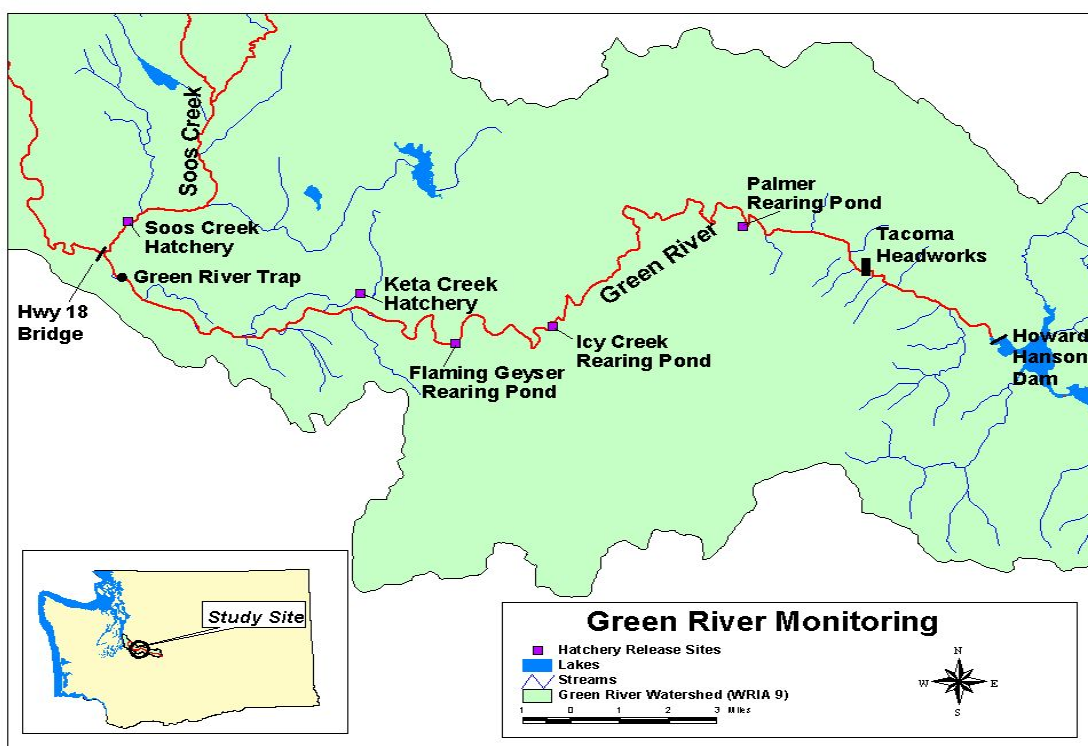 Soos Creek
Soos Creek
Hatchery
Green River Trap
Hwy 18
Bridge
Keta Creek
Hatchery
Flaming Geyser
Rearing Pond
Icy Creek
Rearing Pond
Green River
Palmer
Rearing Pond
Tacoma
Headworks
Howard
Hanson
Dam
Study Site
Green River Monitoring
Hatchery Release Sites
Lakes
Streams
Green River Watershed (WRIA 9)
1 0 1 2 3 Miles
N
W E
S